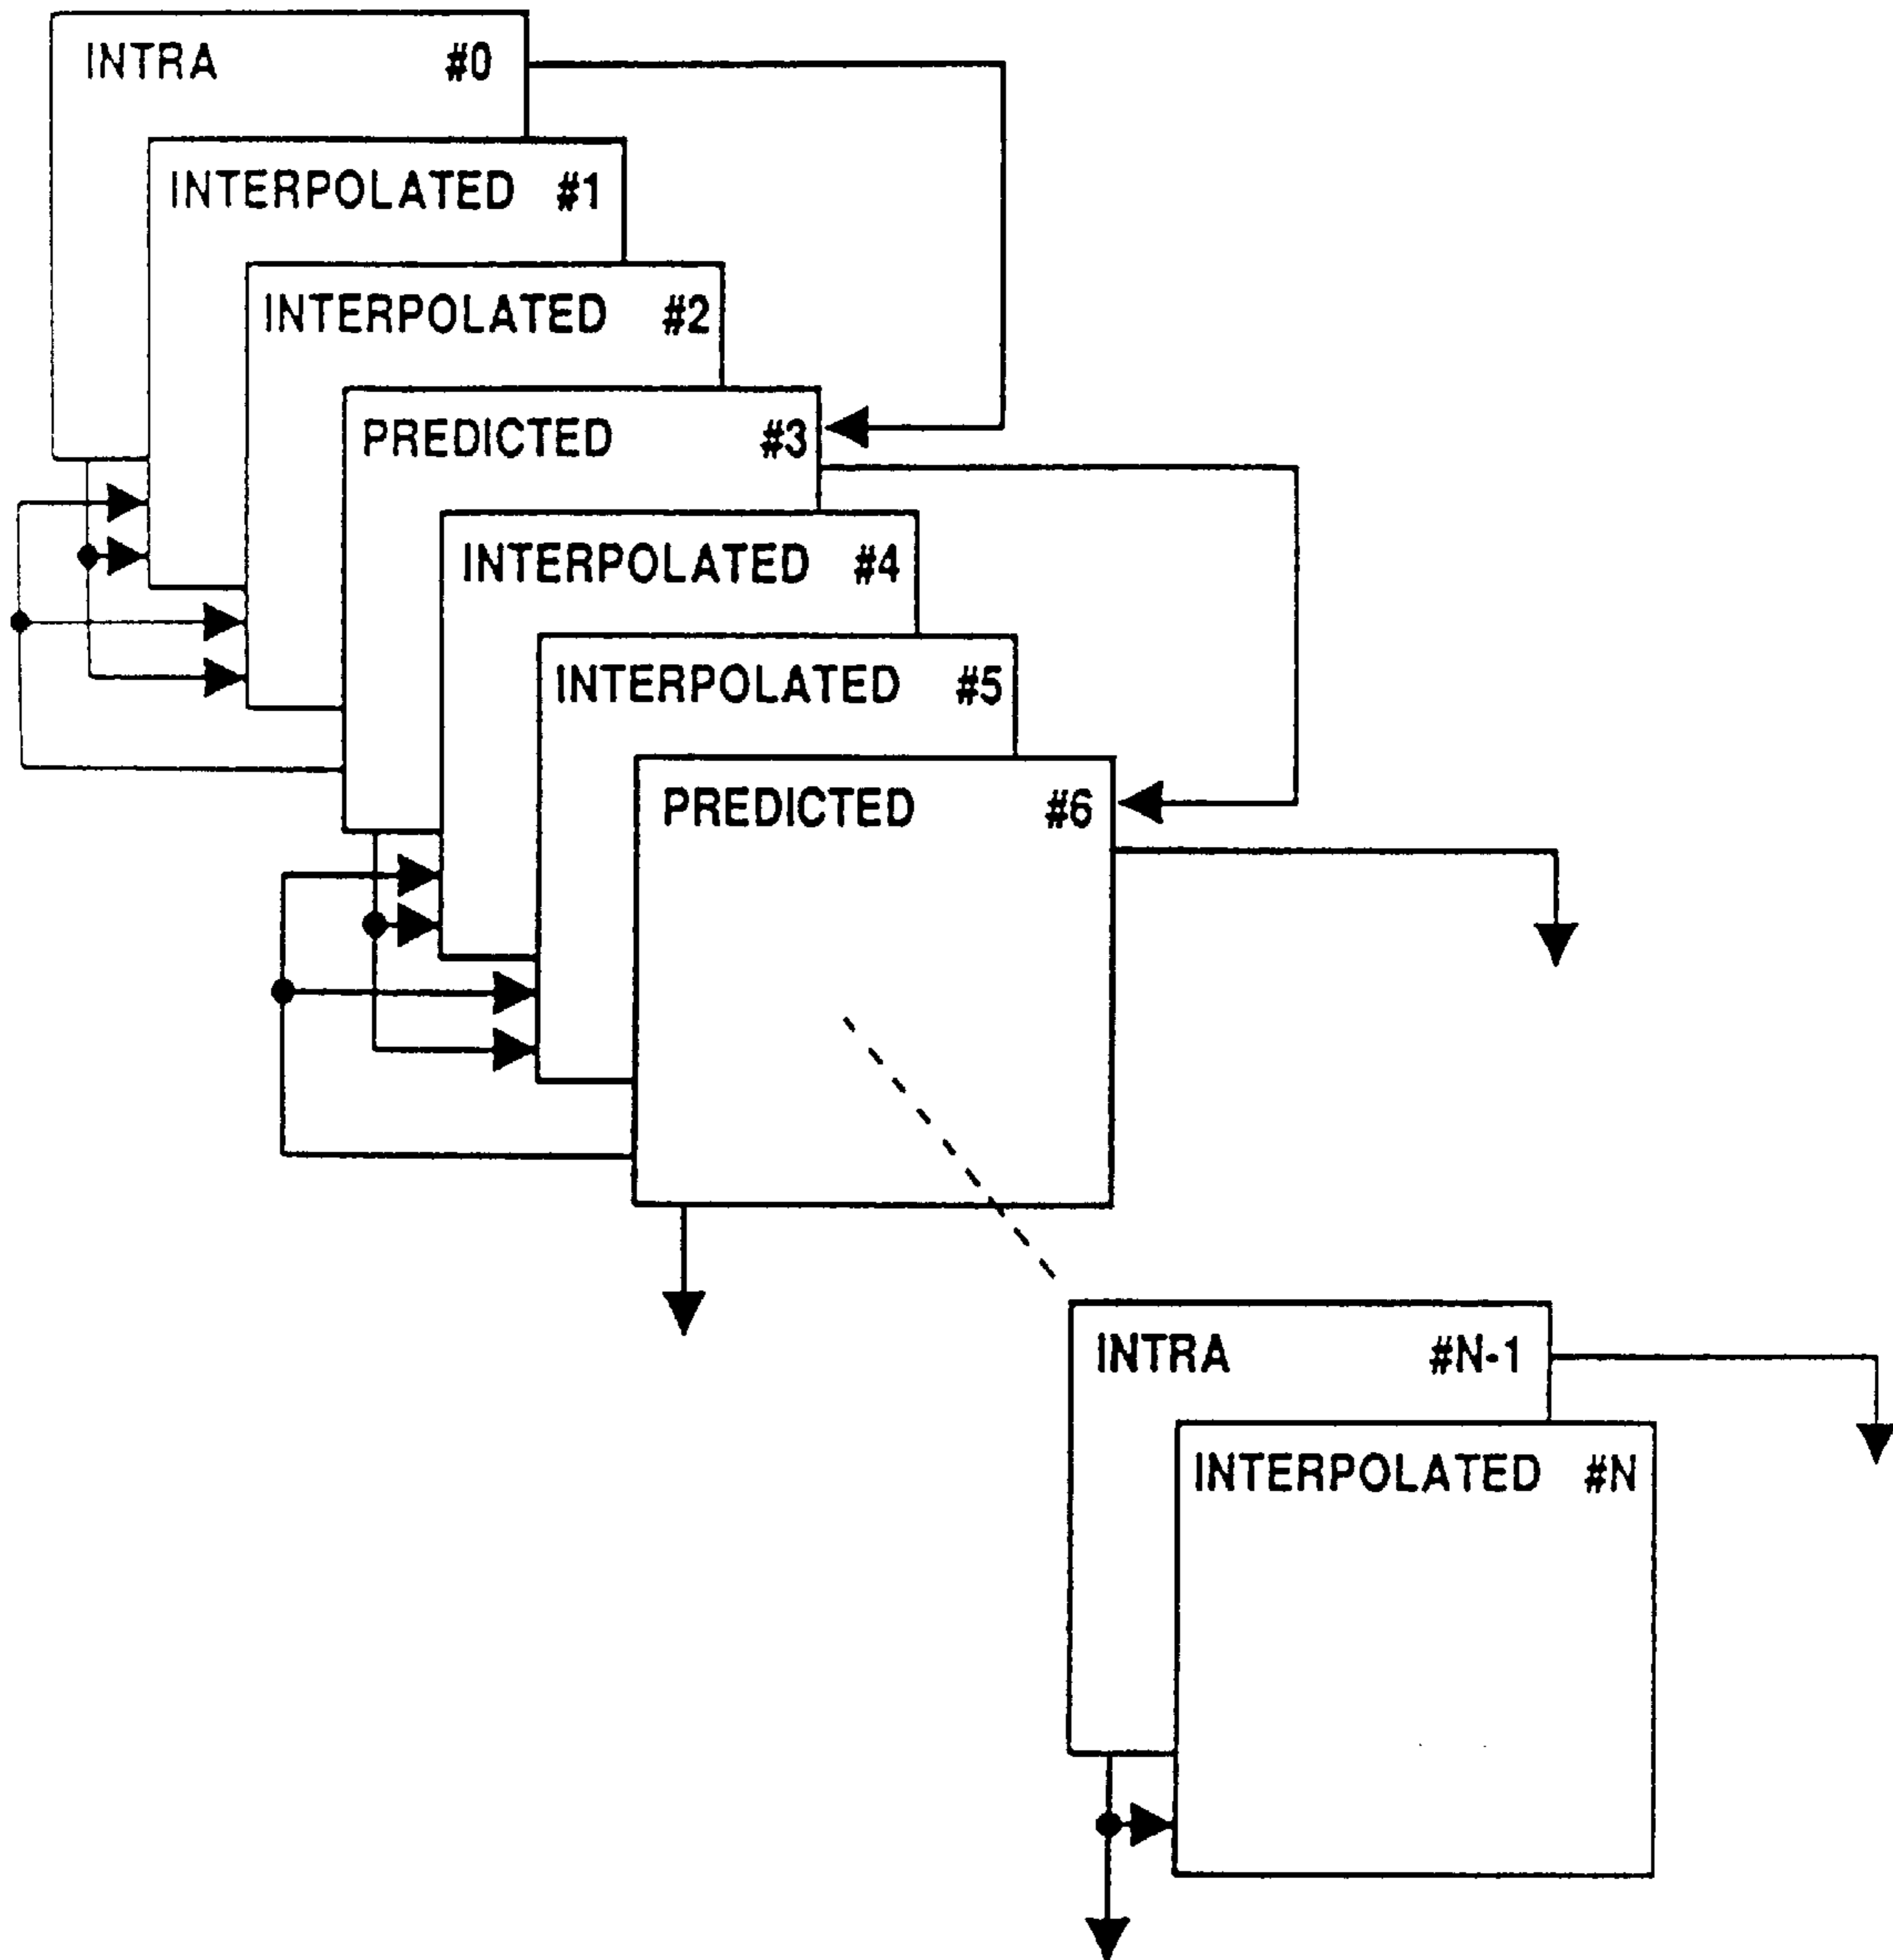 INTRA #0
INTERPOLATED #1
INTERPOLATED #2
PREDICTED #3
INTERPOLATED #4
INTERPOLATED #5
PREDICTED #6
INTRA #N-1
INTERPOLATED #N